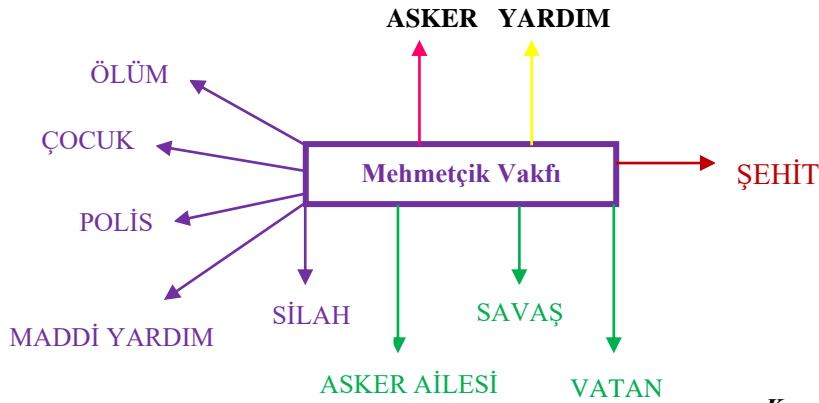 ASKER YARDIM
ÖLÜM
ÇOCUK
Mehmetçik Vakfı
ŞEHİT
POLİS
SİLAH
SAVAŞ
MADDİ YARDIM
ASKER AİLESİ
VATAN